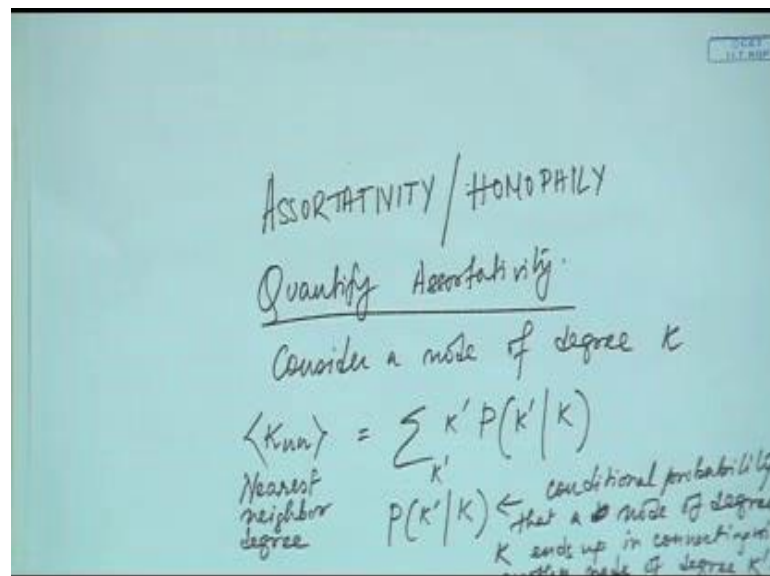 ASSORTATIVITY / HOMOPHILY
Quantify Assortativity.
Consider a node of degree K
⟨Knn⟩ = ∑K' K' P(K'|K)
Nearest neighbor degree
P(K'|K) ← conditional probability
that a node of degree
K ends up in connecting
another node of degree K'